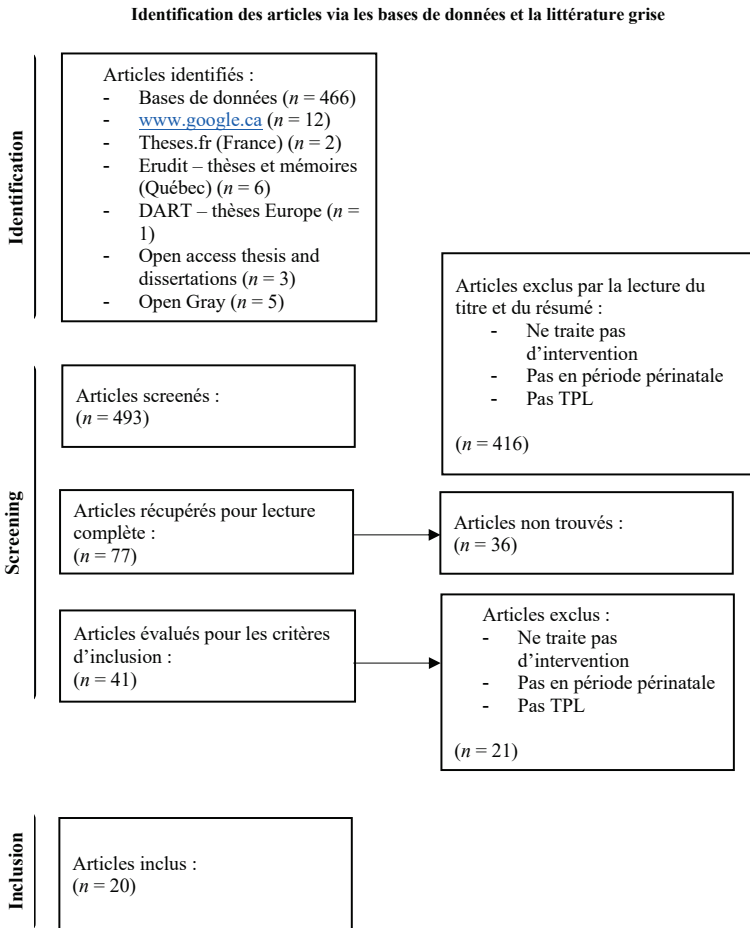 Identification des articles via les bases de données et la littérature grise
Identification
Articles identifiés :
- Bases de données (n = 466)
- www.google.ca (n = 12)
- Theses.fr (France) (n = 2)
- Erudit – thèses et mémoires
(Québec) (n = 6)
- DART – thèses Europe (n =
1)
- Open access thesis and
dissertations (n = 3)
- Open Gray (n = 5)
Articles exclus par la lecture du
titre et du résumé :
- Ne traite pas
d’intervention
- Pas en période périnatale
- Pas TPL
(n = 416)
Screening
Articles screenés :
(n = 493)
Articles récupérés pour lecture
complète :
(n = 77)
Articles non trouvés :
(n = 36)
Articles évalués pour les critères
d’inclusion :
(n = 41)
Articles exclus :
- Ne traite pas
d’intervention
- Pas en période périnatale
- Pas TPL
(n = 21)
Inclusion
Articles inclus :
(n = 20)